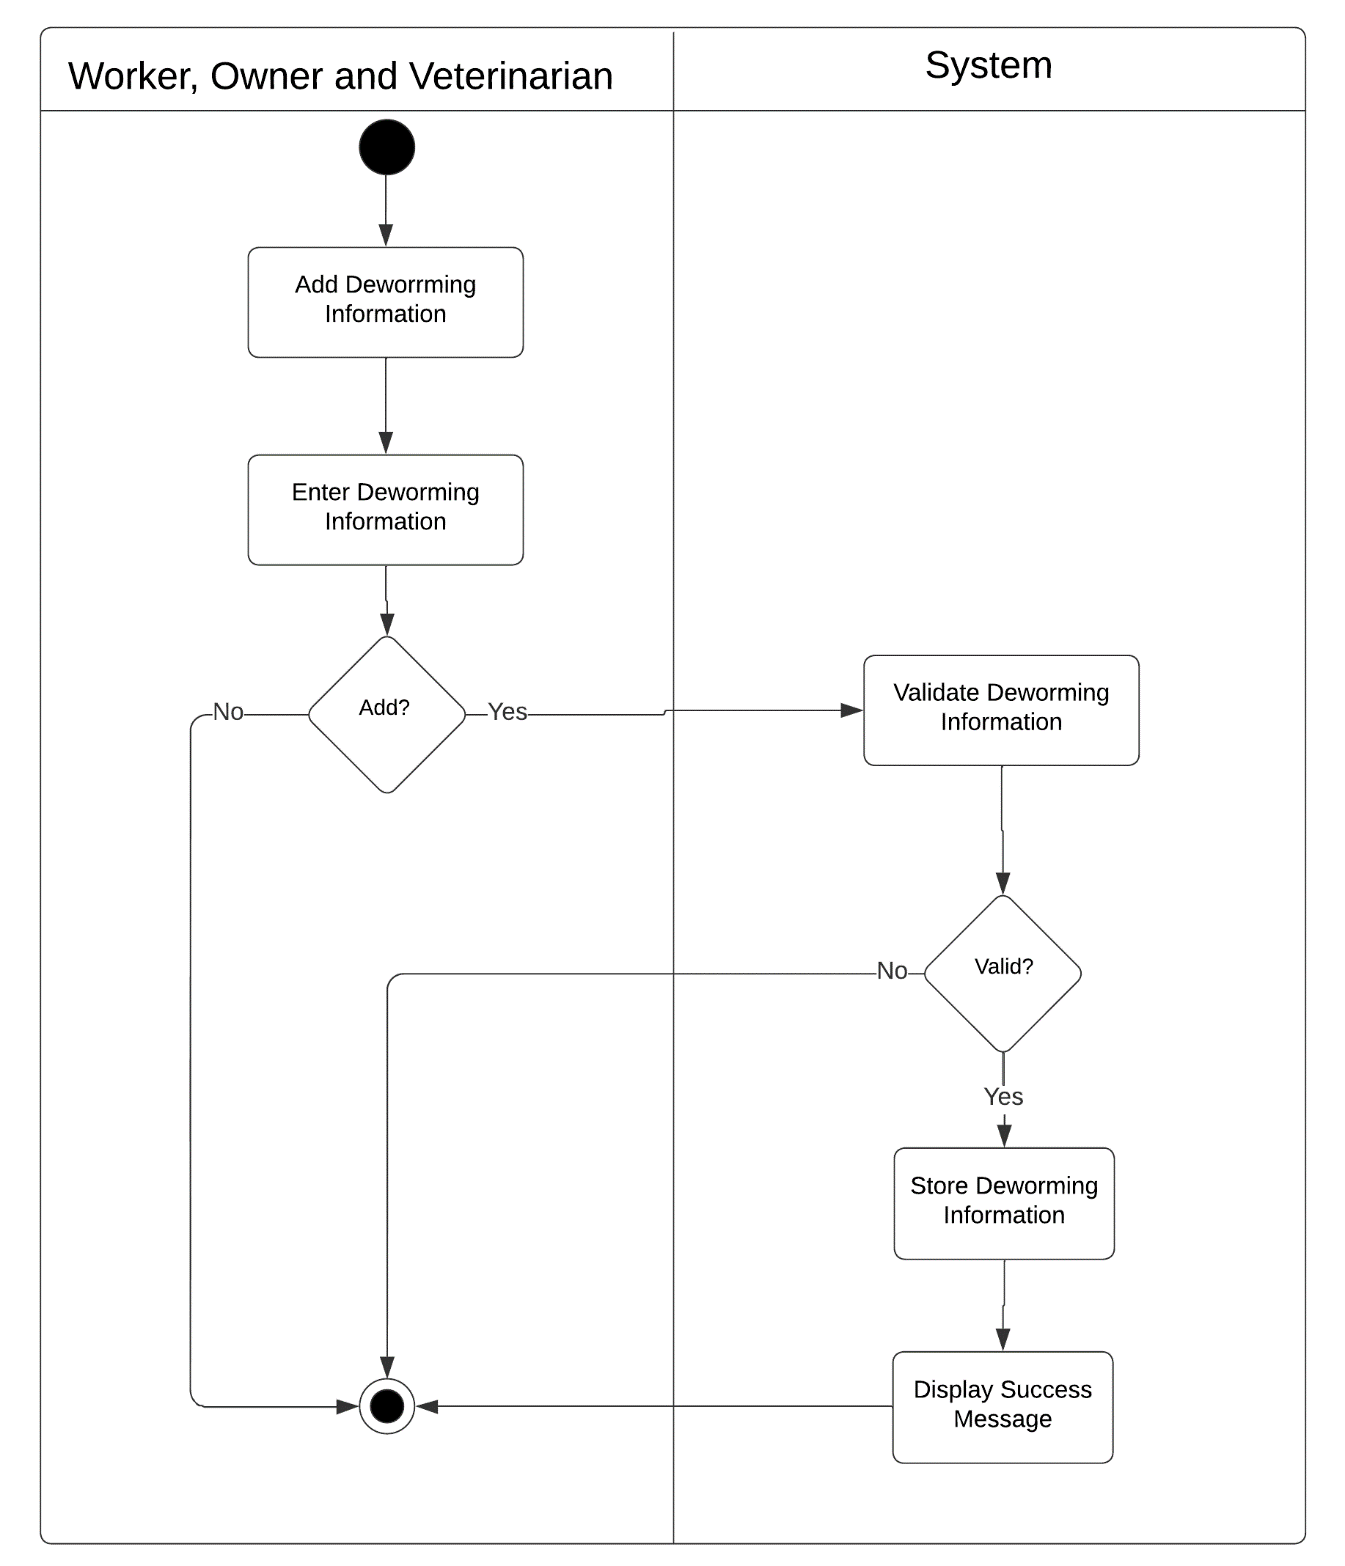 Worker, Owner and Veterinarian
System
Add Deworrming
Information
Enter Deworming
Information
Add?
No
Yes
Validate Deworming
Information
Valid?
No
Yes
Store Deworming
Information
Display Success
Message